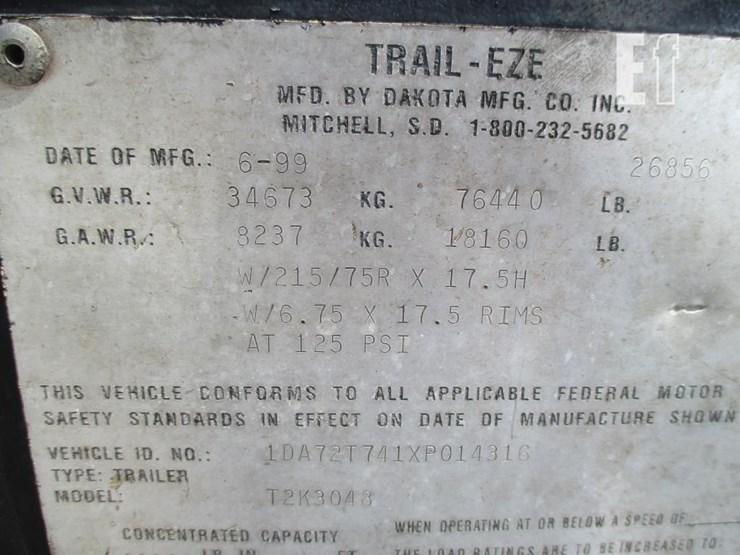 Ef
TRAIL-EZE
MFD. BY DAKOTA MFG. CO. INC.
MITCHELL, S.D. 1-800-232-5682
DATE OF MFG.: 6-99 26856
G.V.W.R.: 34673 KG. 76440 LB.
G.A.W.R.: 8237 KG. 18160 LB.
W/215/75R X 17.5H
W/6.75 X 17.5 RIMS
AT 125 PSI
THIS VEHICLE CONFORMS TO ALL APPLICABLE FEDERAL MOTOR
SAFETY STANDARDS IN EFFECT ON DATE OF MANUFACTURE SHOWN
VEHICLE ID. NO.: 1DA72T741XP014316
TYPE: TRAILER
MODEL: T2K3048
CONCENTRATED CAPACITY WHEN OPERATING AT OR BELOW A SPEED OF
LB. IN FT. THE LOAD RATINGS ARE TO BE INCREASED TO: